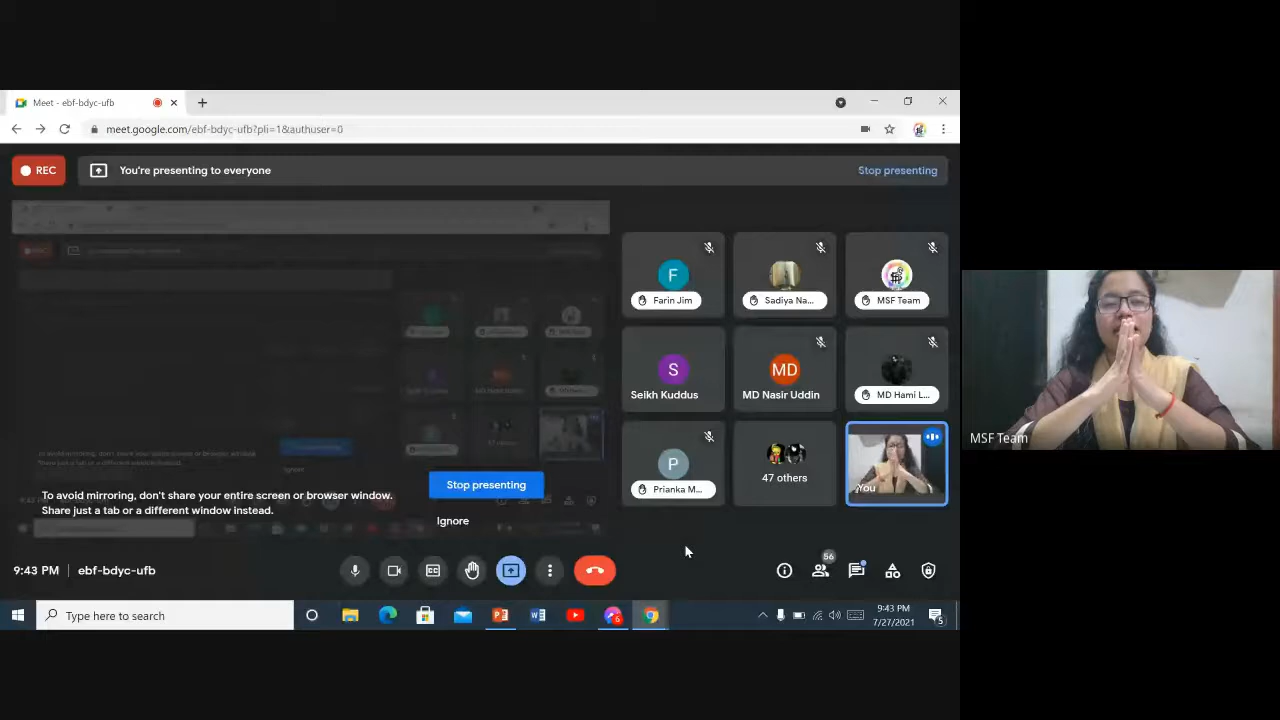 Meet - ebf-bdyc-ufb
meet.google.com/ebf-bdyc-ufb?pli=1&authuser=0
REC
You're presenting to everyone
Stop presenting
Farin Jim
Sadiya Na...
MSF Team
S
Seikh Kuddus
MD
MD Nasir Uddin
MD Hami L...
F
P
Prianka M...
47 others
You
To avoid mirroring, don't share your entire screen or browser window.
Share just a tab or a different window instead.
Stop presenting
Ignore
9:43 PM | ebf-bdyc-ufb
56
Type here to search
9:43 PM
7/27/2021
5
MSF Team